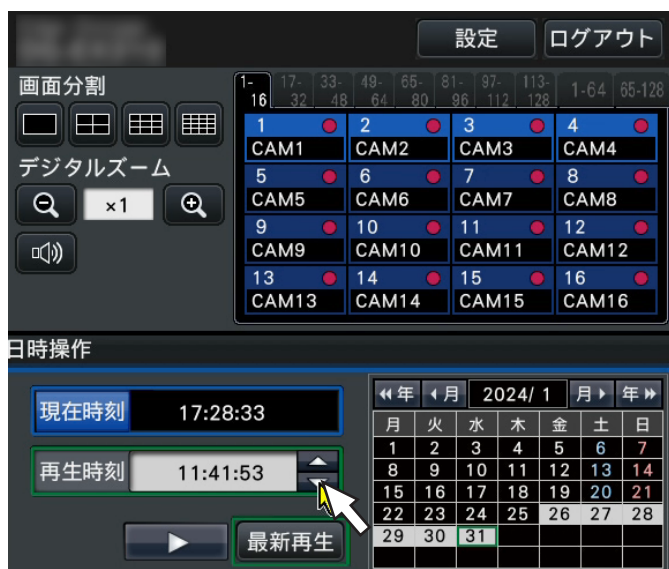 設定 ログアウト
画面分割
1-16 17-32 33-48 49-64 65-80 81-96 97-112 113-128 1-64 65-128
1 2 3 4
CAM1 CAM2 CAM3 CAM4
デジタルズーム
5 6 7 8
CAM5 CAM6 CAM7 CAM8
×1
9 10 11 12
CAM9 CAM10 CAM11 CAM12
13 14 15 16
CAM13 CAM14 CAM15 CAM16
日時操作
現在時刻 17:28:33
再生時刻 11:41:53
最新再生
年 月 2024/ 1 月 年
月 火 水 木 金 土 日
1 2 3 4 5 6 7
8 9 10 11 12 13 14
15 16 17 18 19 20 21
22 23 24 25 26 27 28
29 30 31